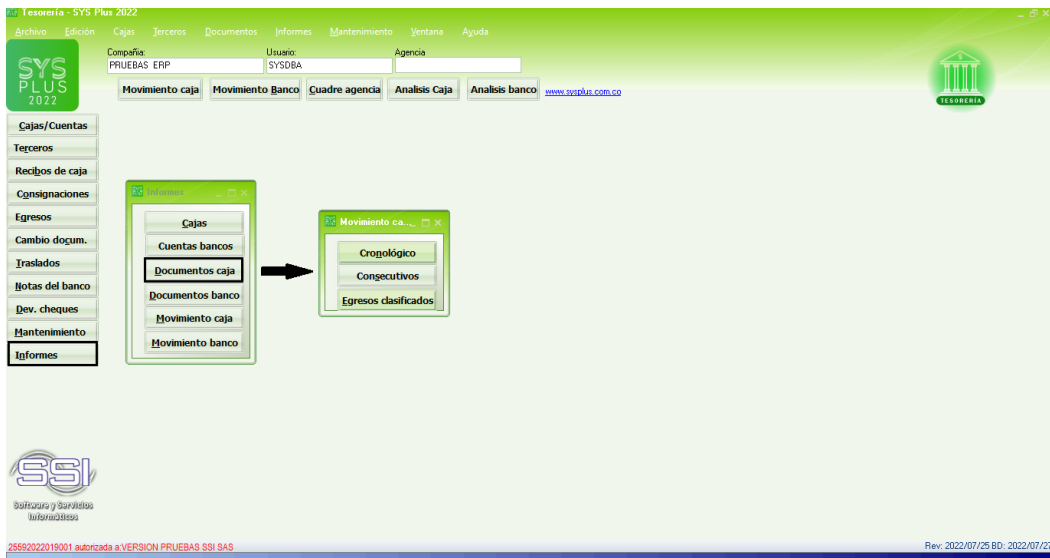 Tesorería - SYS Plus 2022
Archivo Edición Cajas Terceros Documentos Informes Mantenimiento Ventana Ayuda
SYS
PLUS
2022
Compañia: Usuario: Agencia
PRUEBAS ERP SYSDBA
Movimiento caja Movimiento Banco Cuadre agencia Analisis Caja Analisis banco www.sysplus.com.co
TESORERÍA
Cajas/Cuentas
Terceros
Recibos de caja
Consignaciones
Egresos
Cambio docum.
Traslados
Notas del banco
Dev. cheques
Mantenimiento
Informes
Informes
Cajas
Cuentas bancos
Documentos caja
Documentos banco
Movimiento caja
Movimiento banco
Movimiento ca...
Cronológico
Consecutivos
Egresos clasificados
SSI
Software y Servicios
Informáticos
25592022019001 autorizada a:VERSION PRUEBAS SSI SAS
Rev: 2022/07/25 BD: 2022/07/27